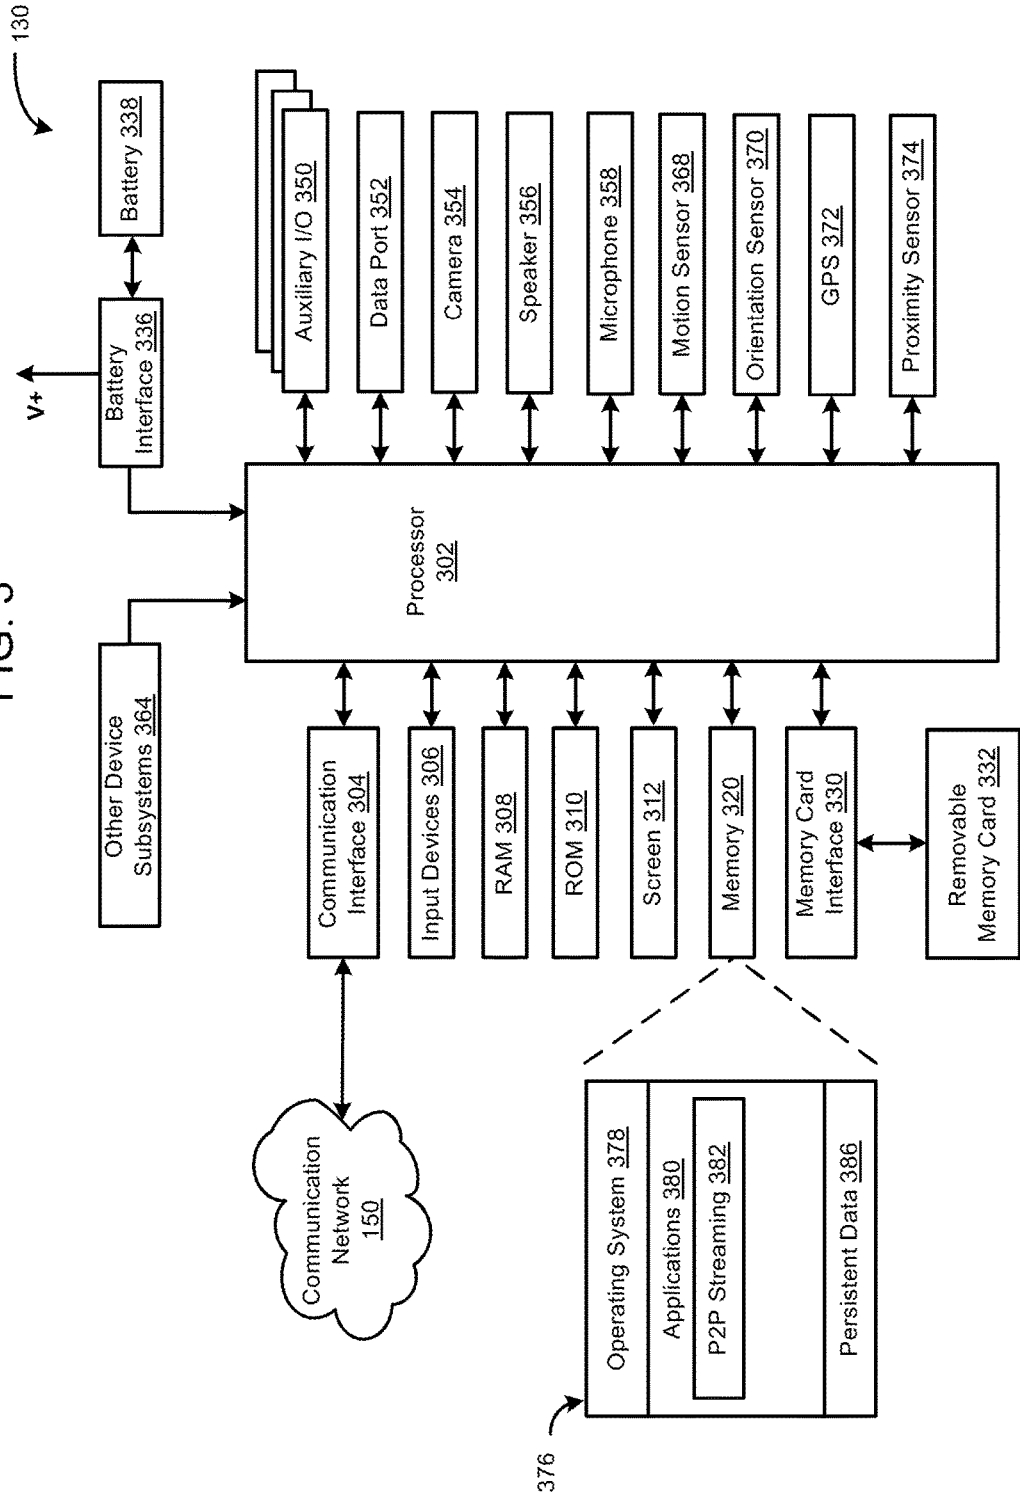 FIG. 3
130
Other Device
Subsystems 364
V+
Battery
Interface 336
Battery 338
Communication
Network
150
Communication
Interface 304
Input Devices 306
RAM 308
ROM 310
Screen 312
Memory 320
Memory Card
Interface 330
Removable
Memory Card 332
Processor
302
Auxiliary I/O 350
Data Port 352
Camera 354
Speaker 356
Microphone 358
Motion Sensor 368
Orientation Sensor 370
GPS 372
Proximity Sensor 374
376
Operating System 378
Applications 380
P2P Streaming 382
Persistent Data 386